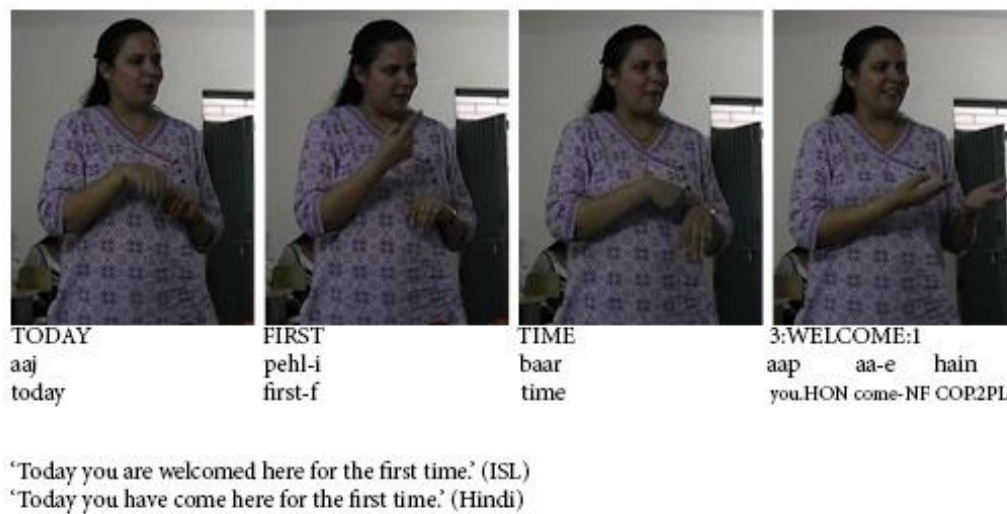 TODAY FIRST TIME 3:WELCOME:1
aaj pehl-i baar aap aa-e hain
today first-f time you.HON come-NF COP.2PL
‘Today you are welcomed here for the first time.’ (ISL)
‘Today you have come here for the first time.’ (Hindi)